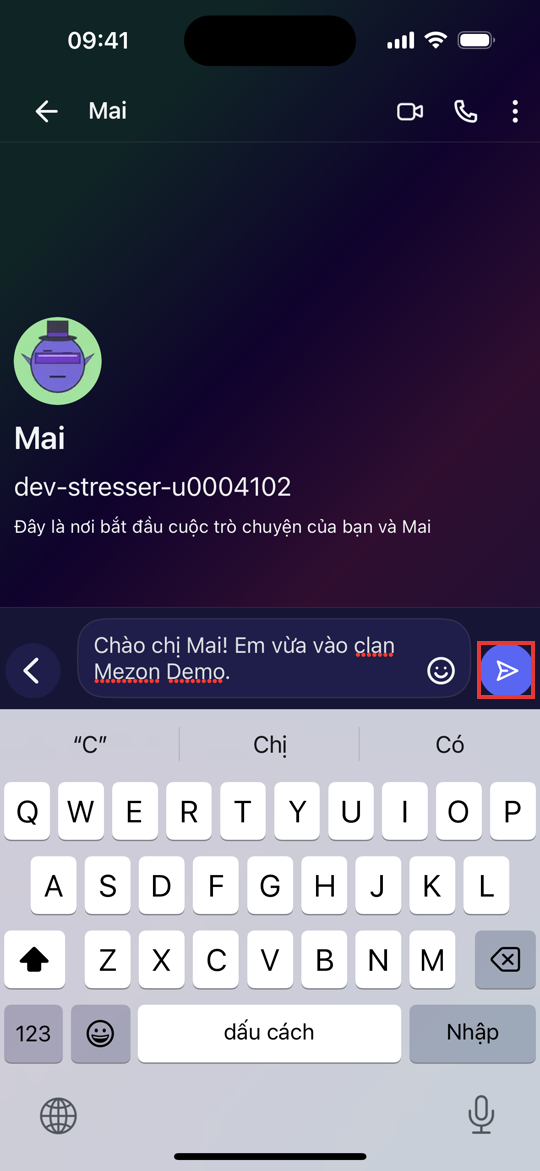 09:41
Mai
Mai
dev-stresser-u0004102
Đây là nơi bắt đầu cuộc trò chuyện của bạn và Mai
Chào chị Mai! Em vừa vào clan
Mezon Demo.
“C” Chị Có
Q W E R T Y U I O P
A S D F G H J K L
Z X C V B N M
123 dấu cách Nhập